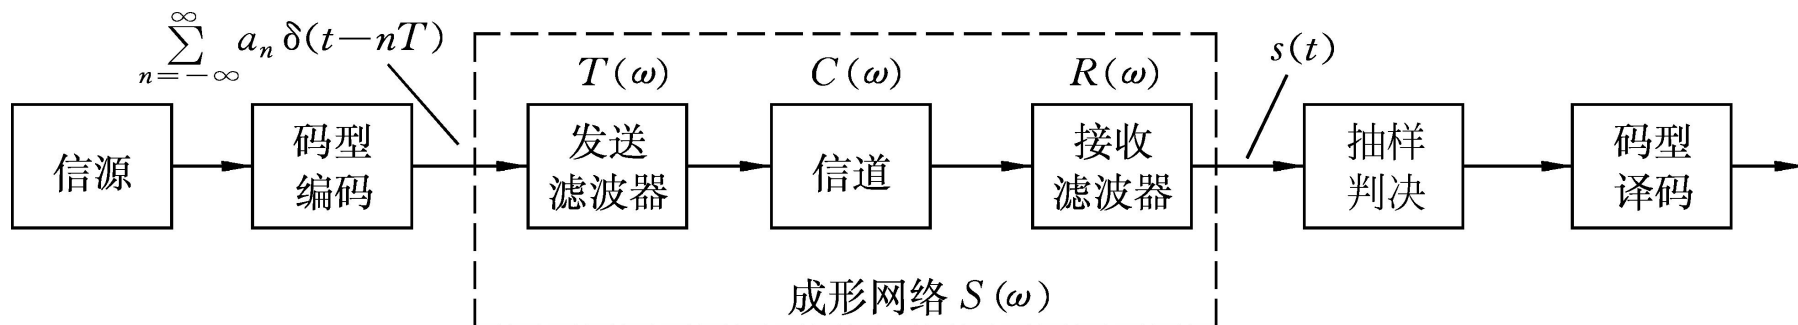 ∞
∑ aₙ δ(t−nT)
n=−∞
s(t)
T(ω) C(ω) R(ω)
信源
码型
编码
发送
滤波器
信道
接收
滤波器
抽样
判决
码型
译码
成形网络 S(ω)